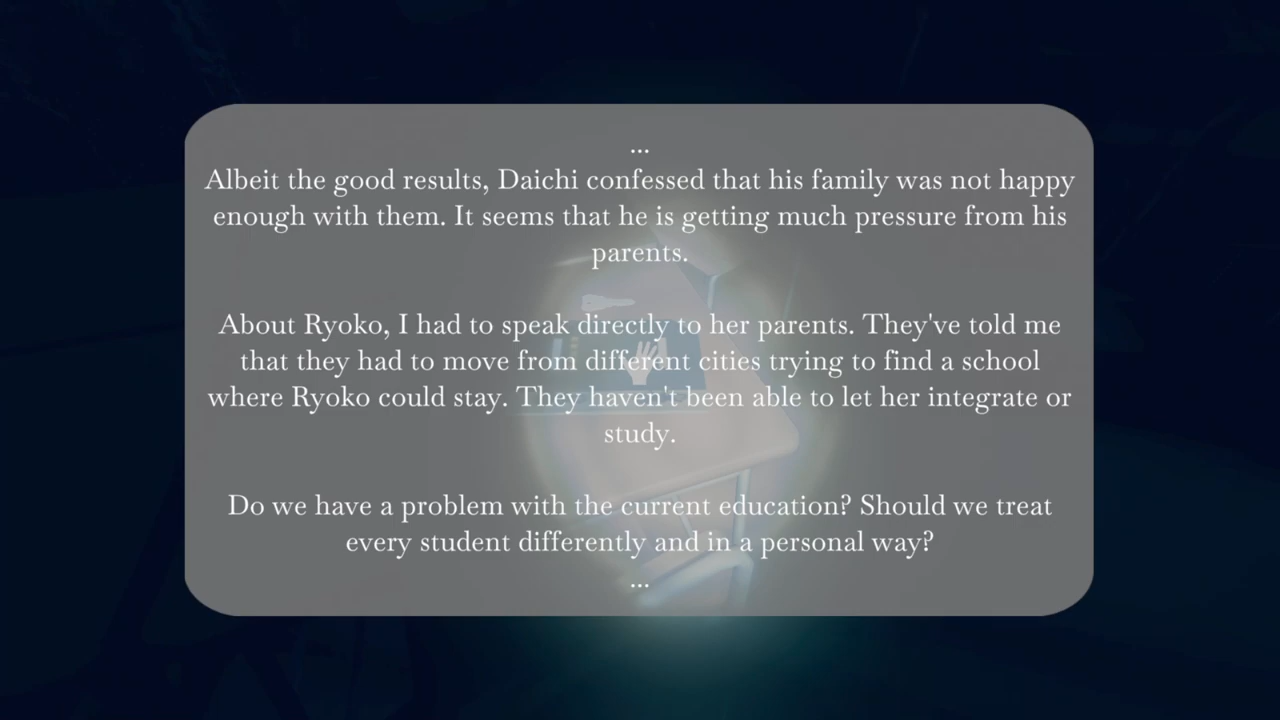 ...
Albeit the good results, Daichi confessed that his family was not happy
enough with them. It seems that he is getting much pressure from his
parents.
About Ryoko, I had to speak directly to her parents. They've told me
that they had to move from different cities trying to find a school
where Ryoko could stay. They haven't been able to let her integrate or
study.
Do we have a problem with the current education? Should we treat
every student differently and in a personal way?
...